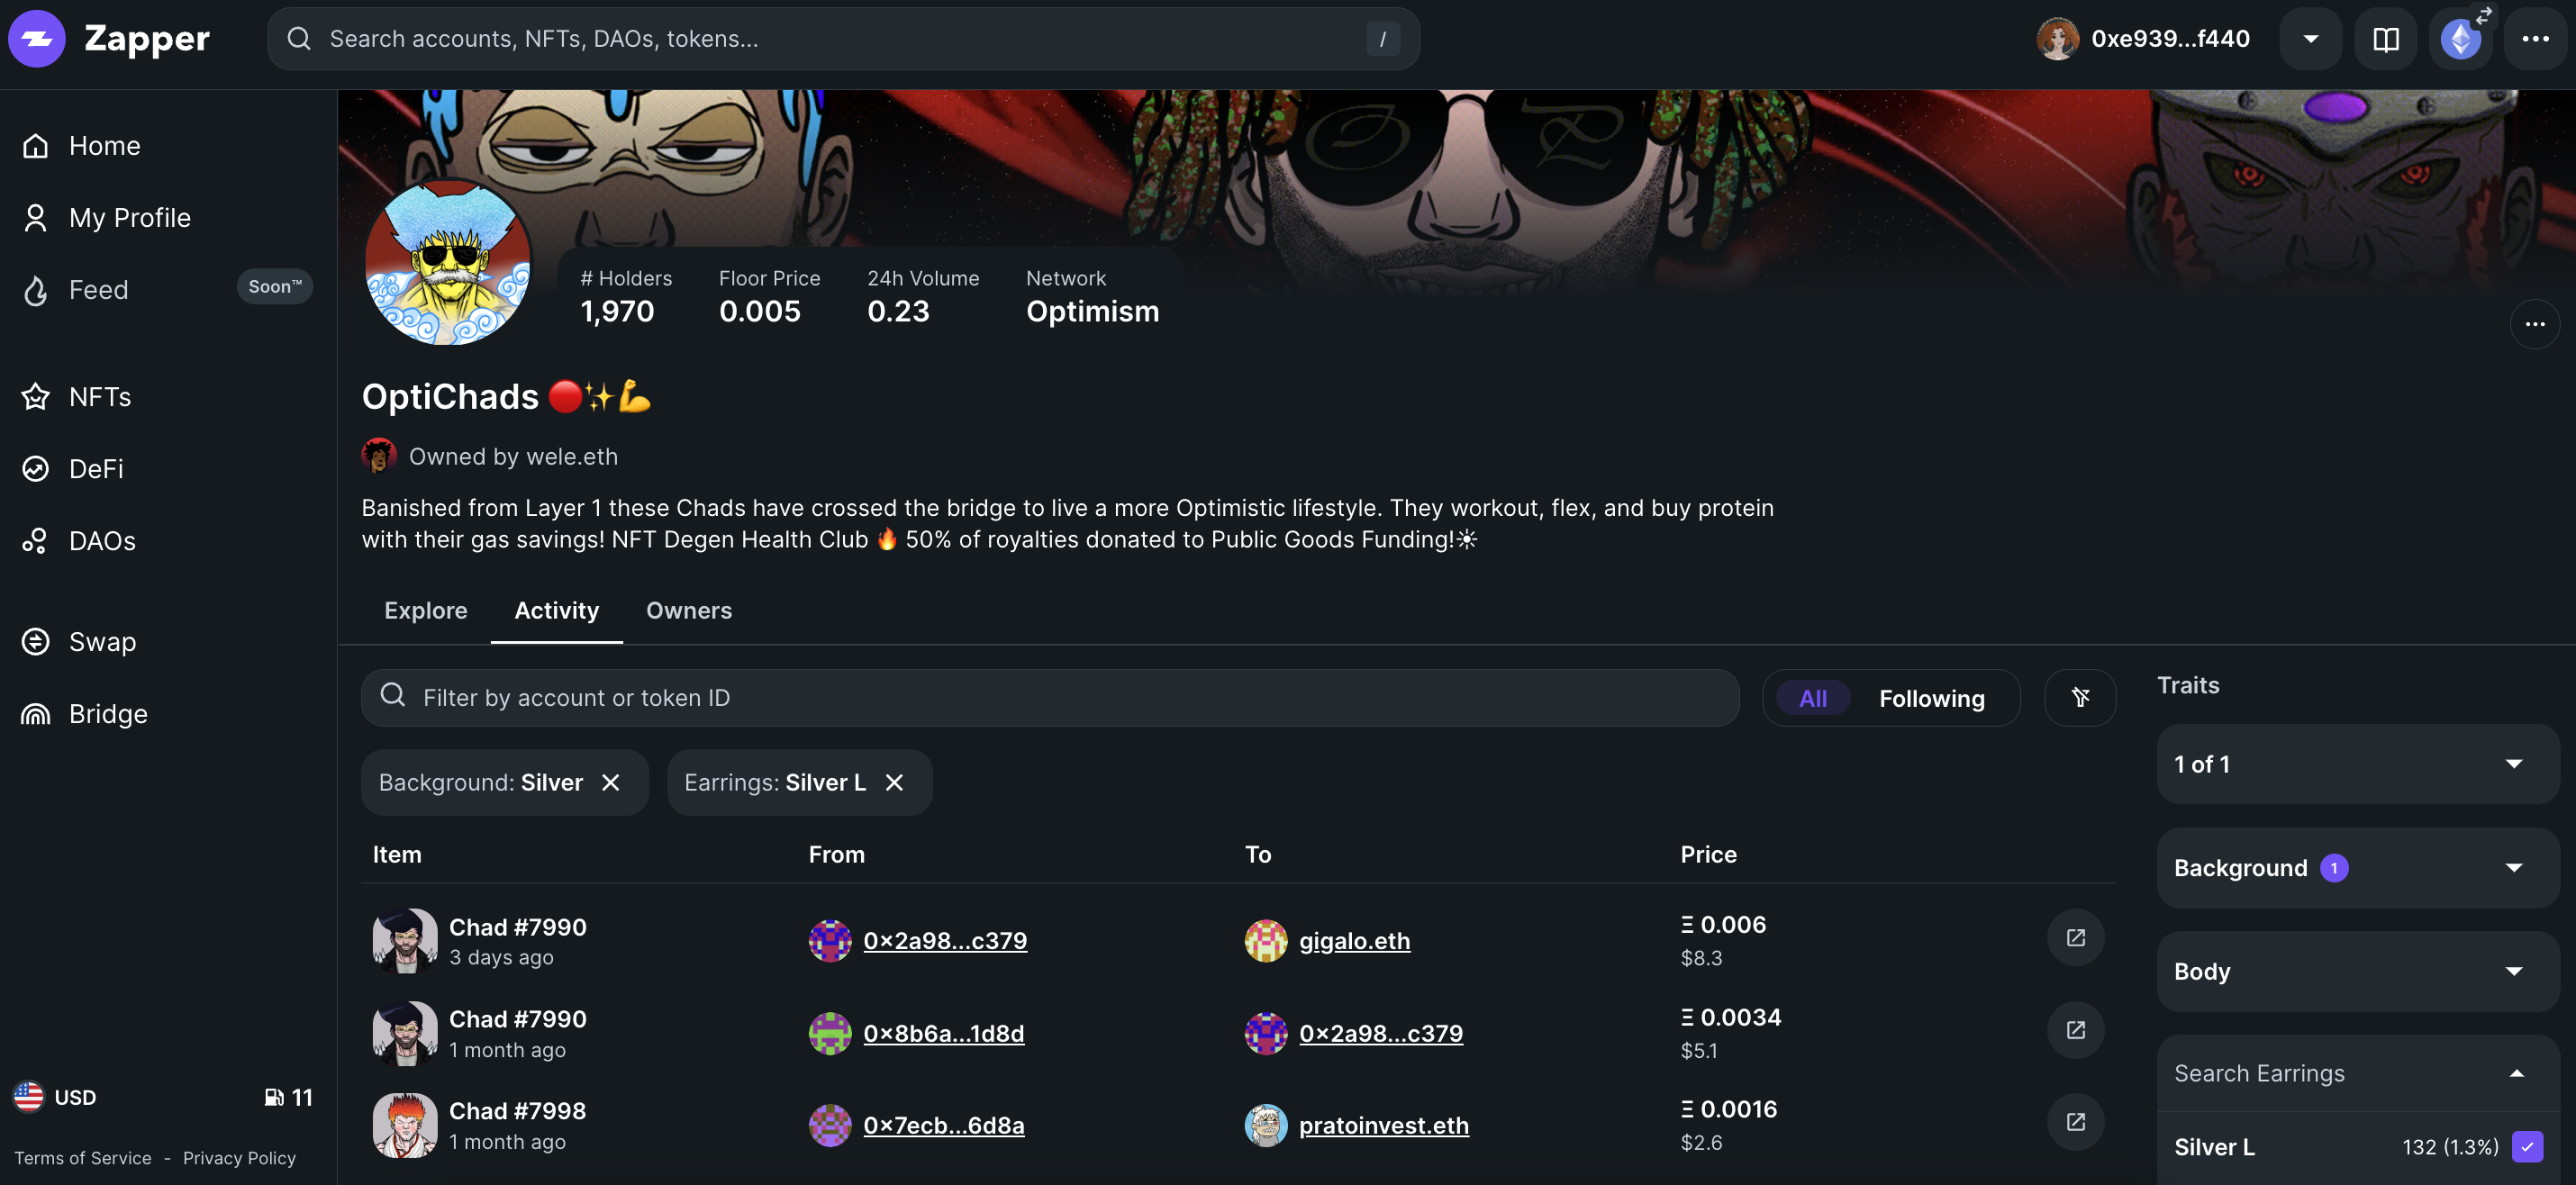 Zapper
Search accounts, NFTs, DAOs, tokens...
/
0xe939...f440
Home
My Profile
Feed
Soon™
NFTs
DeFi
DAOs
Swap
Bridge
USD
11
Terms of Service - Privacy Policy
# Holders
1,970
Floor Price
0.005
24h Volume
0.23
Network
Optimism
OptiChads 🔴✨💪
Owned by wele.eth
Banished from Layer 1 these Chads have crossed the bridge to live a more Optimistic lifestyle. They workout, flex, and buy protein
with their gas savings! NFT Degen Health Club 🔥 50% of royalties donated to Public Goods Funding!☀
Explore
Activity
Owners
Filter by account or token ID
All
Following
Background: Silver
Earrings: Silver L
Item
From
To
Price
Chad #7990
3 days ago
0×2a98...c379
gigalo.eth
Ξ 0.006
$8.3
Chad #7990
1 month ago
0×8b6a...1d8d
0×2a98...c379
Ξ 0.0034
$5.1
Chad #7998
1 month ago
0×7ecb...6d8a
pratoinvest.eth
Ξ 0.0016
$2.6
Traits
1 of 1
Background 1
Body
Search Earrings
Silver L
132 (1.3%)